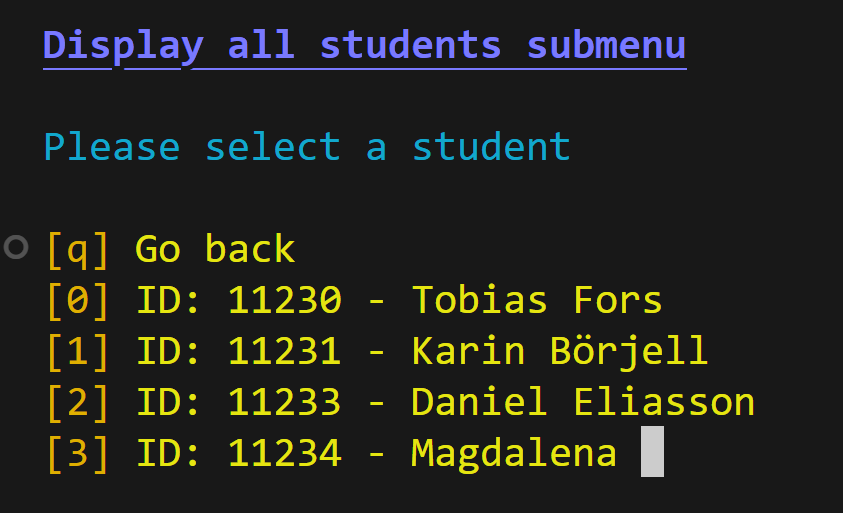 Display all students submenu
Please select a student
[q] Go back
[0] ID: 11230 - Tobias Fors
[1] ID: 11231 - Karin Börjell
[2] ID: 11233 - Daniel Eliasson
[3] ID: 11234 - Magdalena